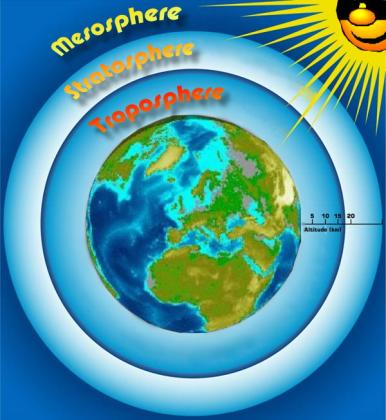 Mesosphere
Stratosphere
Troposphere
5 10 15 20
Altitude (km)